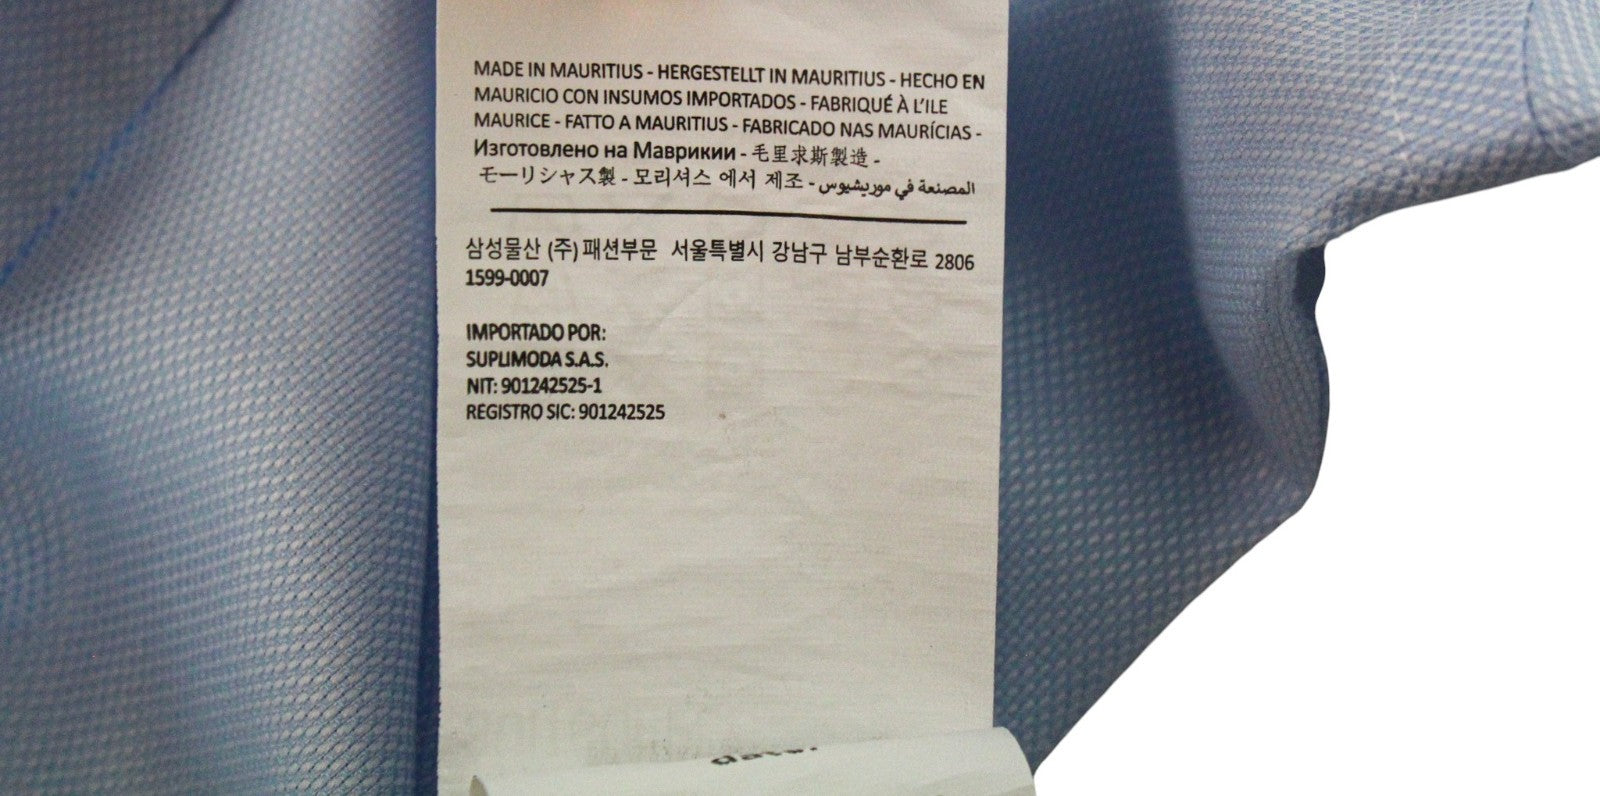 MADE IN MAURITIUS - HERGESTELLT IN MAURITIUS - HECHO EN
MAURICIO CON INSUMOS IMPORTADOS - FABRIQUÉ À L'ILE
MAURICE - FATTO A MAURITIUS - FABRICADO NAS MAURÍCIAS -
Изготовлено на Маврикии - 毛里求斯製造 -
モーリシャス製 - 모리셔스 에서 제조 - المصنعة في موريشيوس
삼성물산 (주) 패션부문 서울특별시 강남구 남부순환로 2806
1599-0007
IMPORTADO POR:
SUPLIMODA S.A.S.
NIT: 901242525-1
REGISTRO SIC: 901242525